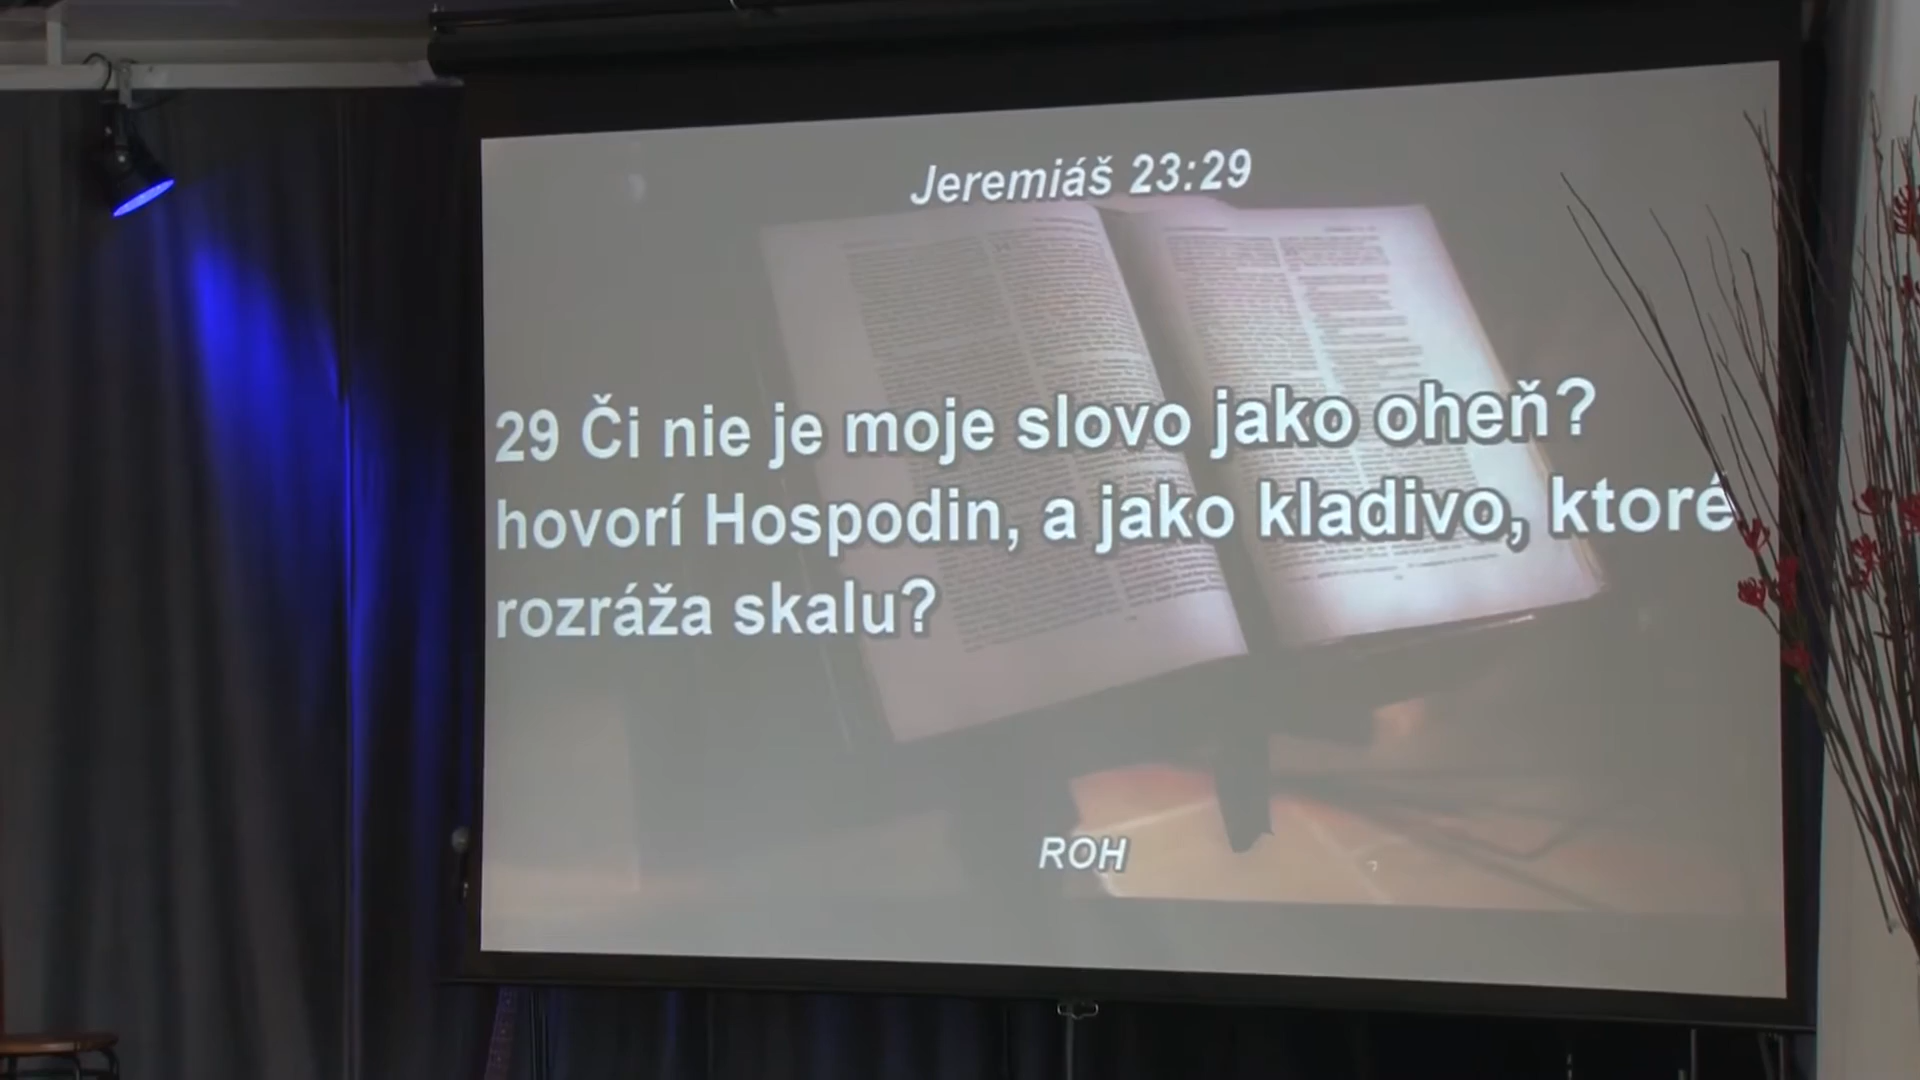 Jeremiáš 23:29
29 Či nie je moje slovo jako oheň?
hovorí Hospodin, a jako kladivo, ktoré
rozráža skalu?
ROH